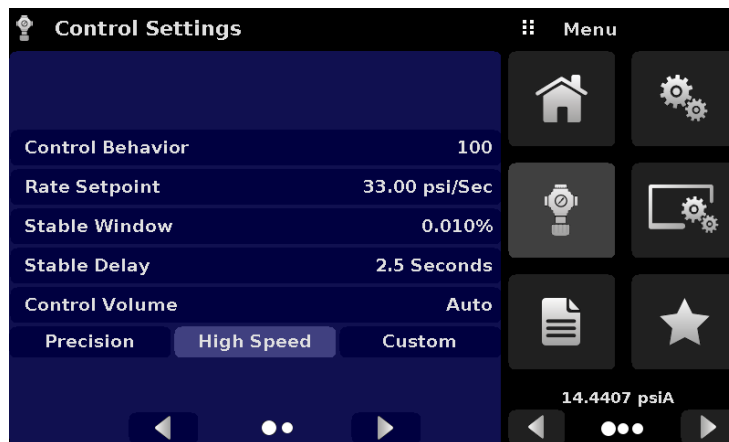 Control Settings
Menu
Control Behavior 100
Rate Setpoint 33.00 psi/Sec
Stable Window 0.010%
Stable Delay 2.5 Seconds
Control Volume Auto
Precision High Speed Custom
14.4407 psiA